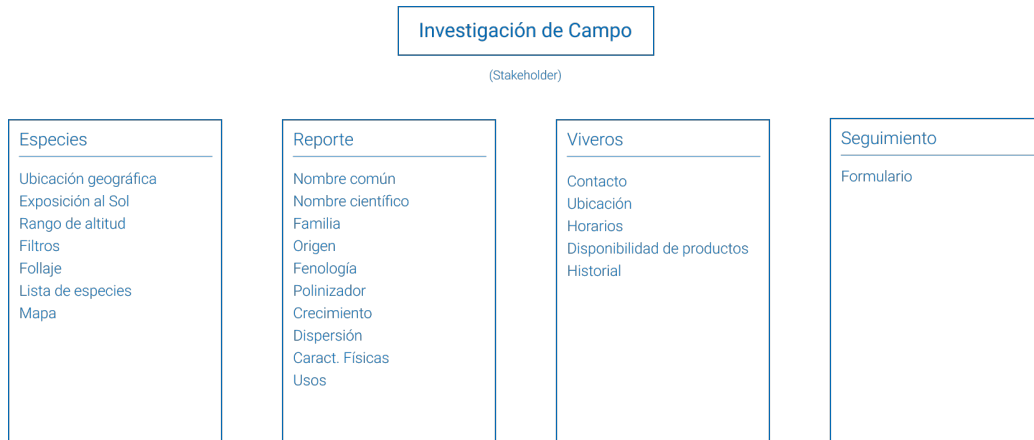 Investigación de Campo
(Stakeholder)
Especies
Ubicación geográfica
Exposición al Sol
Rango de altitud
Filtros
Follaje
Lista de especies
Mapa
Reporte
Nombre común
Nombre científico
Familia
Origen
Fenología
Polinizador
Crecimiento
Dispersión
Caract. Físicas
Usos
Viveros
Contacto
Ubicación
Horarios
Disponibilidad de productos
Historial
Seguimiento
Formulario